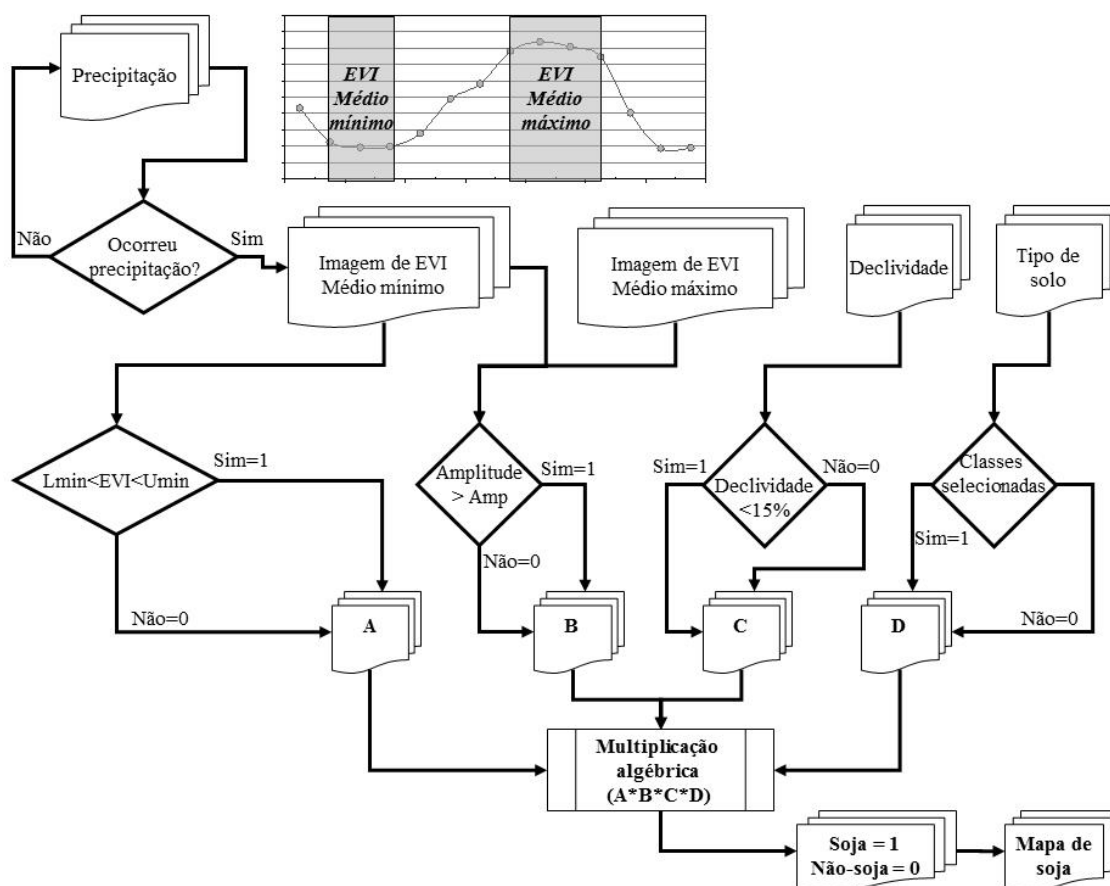 Precipitação
EVI
Médio
mínimo
EVI
Médio
máximo
Não
Ocorreu
precipitação?
Sim
Imagem de EVI
Médio mínimo
Imagem de EVI
Médio máximo
Declividade
Tipo de
solo
Lmin<EVI<Umin
Sim=1
Não=0
Amplitude
> Amp
Sim=1
Não=0
Sim=1
Declividade
<15%
Não=0
Classes
selecionadas
Sim=1
Não=0
A
B
C
D
Multiplicação
algébrica
(A*B*C*D)
Soja = 1
Não-soja = 0
Mapa de
soja